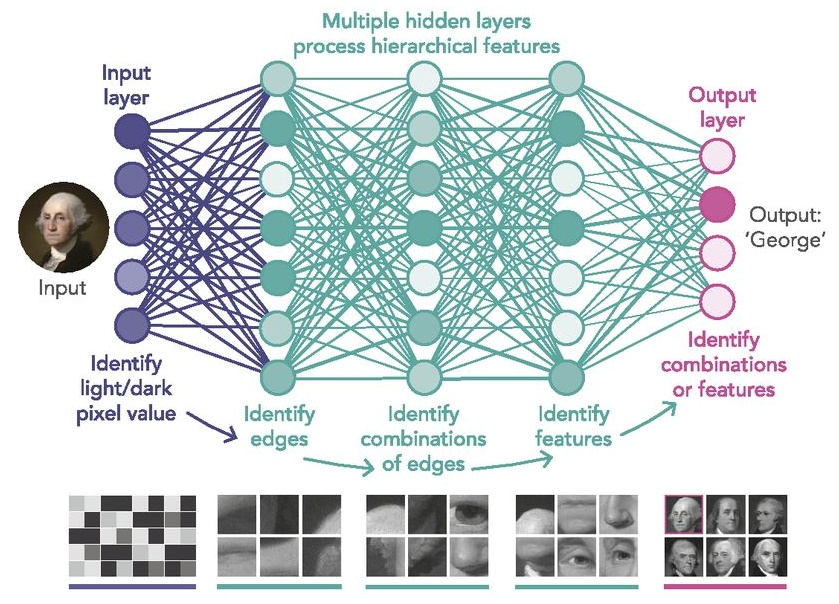 Multiple hidden layers
process hierarchical features
Input
layer
Output
layer
Input
Output:
‘George’
Identify
light/dark
pixel value
Identify
edges
Identify
combinations
of edges
Identify
features
Identify
combinations
or features